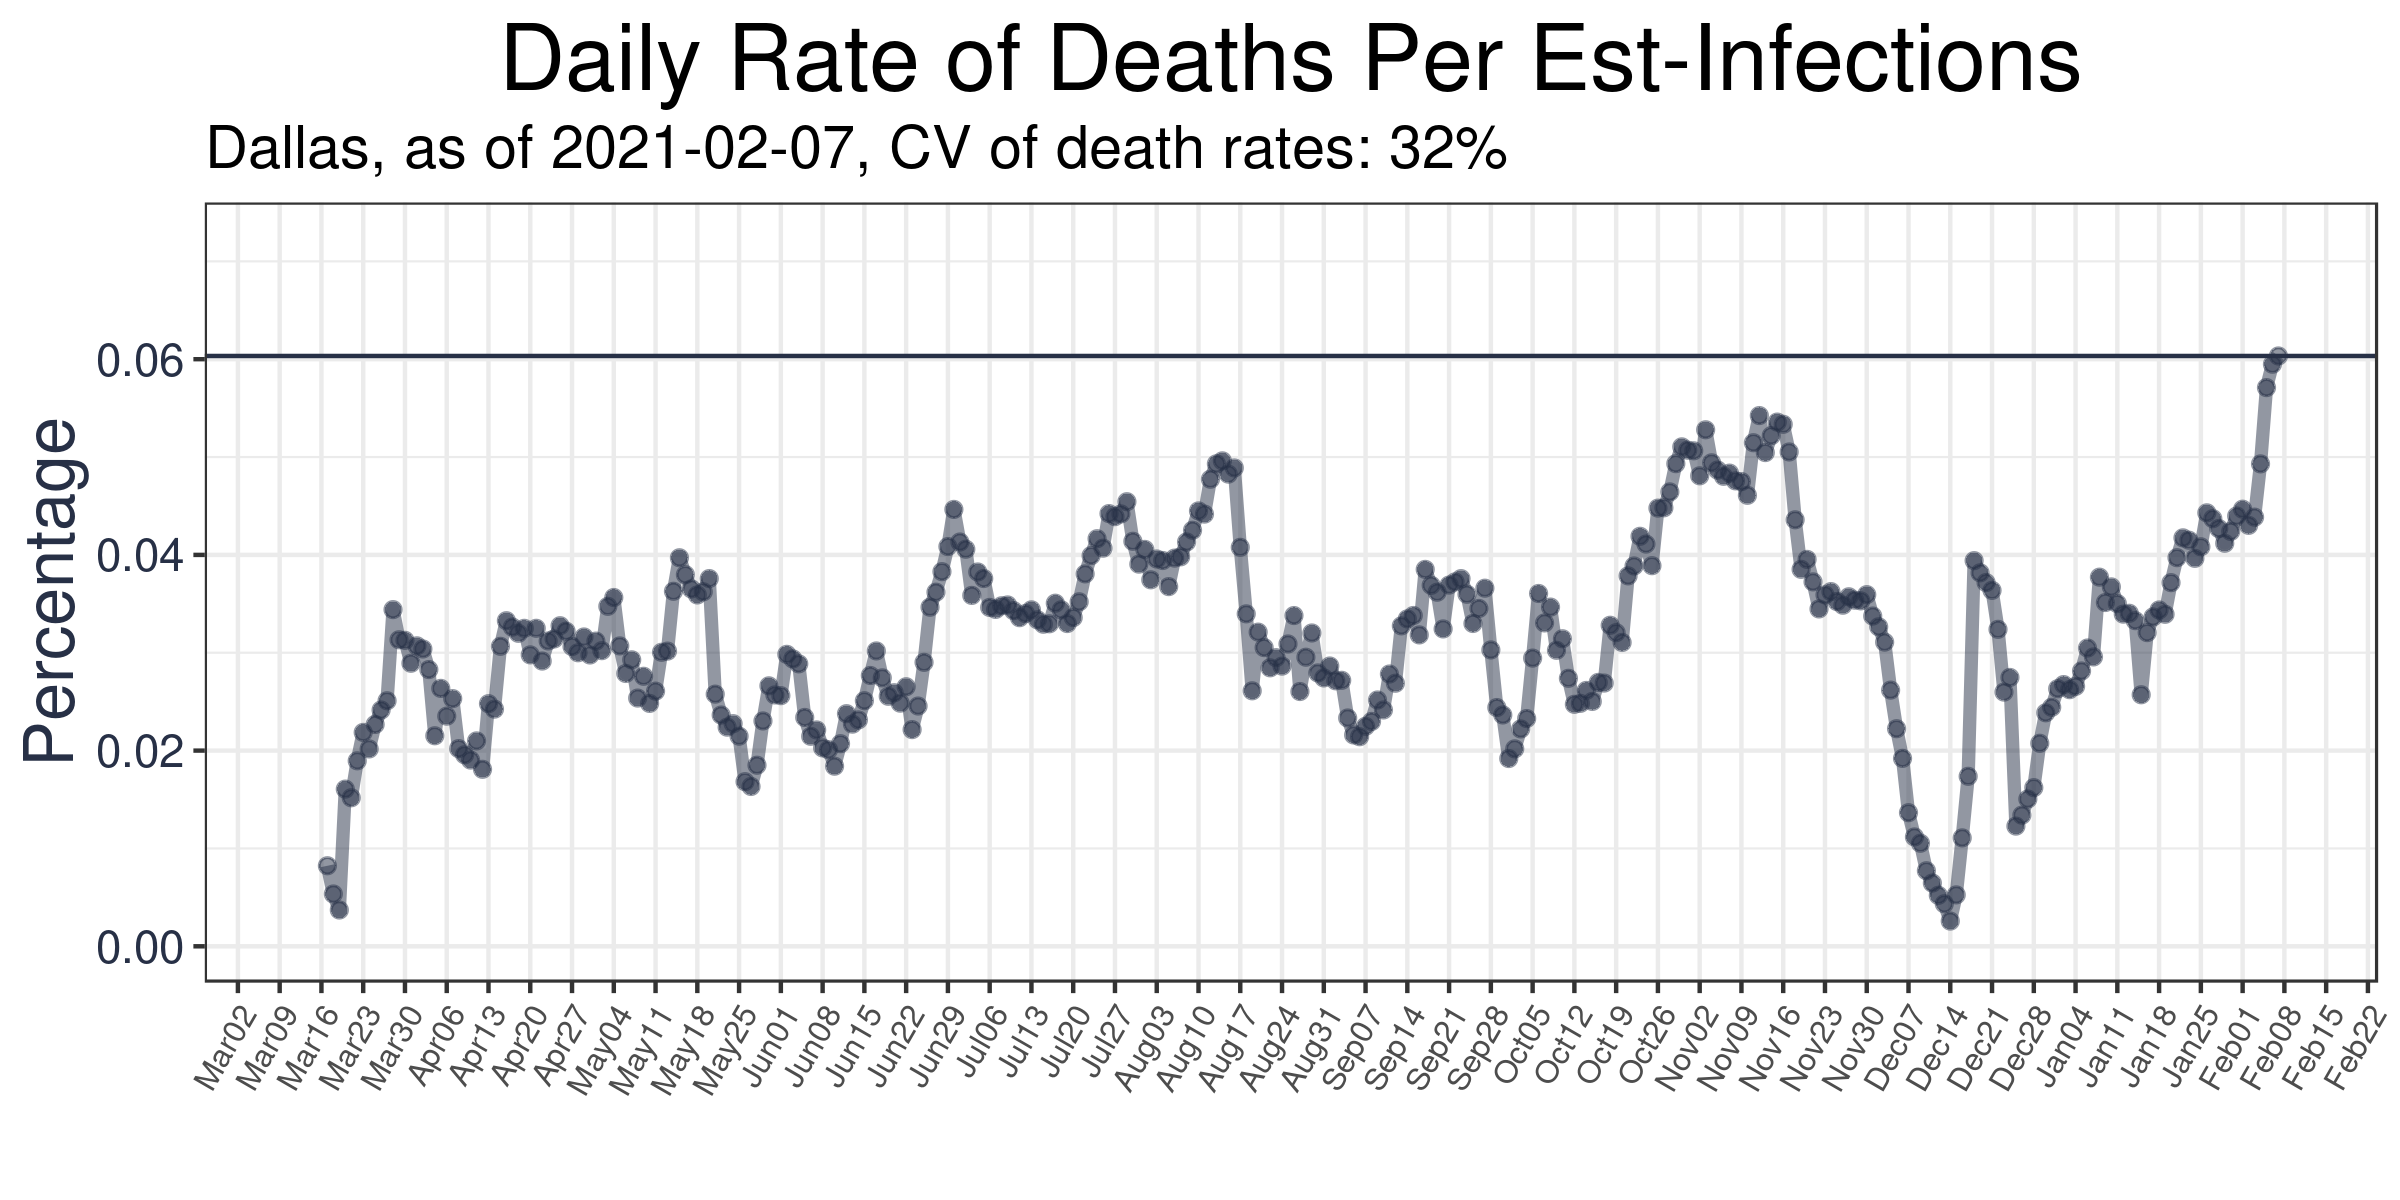 Daily Rate of Deaths Per Est-Infections
Dallas, as of 2021-02-07, CV of death rates: 32%
Percentage
0.06
0.04
0.02
0.00
Mar02
Mar09
Mar16
Mar23
Mar30
Apr06
Apr13
Apr20
Apr27
May04
May11
May18
May25
Jun01
Jun08
Jun15
Jun22
Jun29
Jul06
Jul13
Jul20
Jul27
Aug03
Aug10
Aug17
Aug24
Aug31
Sep07
Sep14
Sep21
Sep28
Oct05
Oct12
Oct19
Oct26
Nov02
Nov09
Nov16
Nov23
Nov30
Dec07
Dec14
Dec21
Dec28
Jan04
Jan11
Jan18
Jan25
Feb01
Feb08
Feb15
Feb22